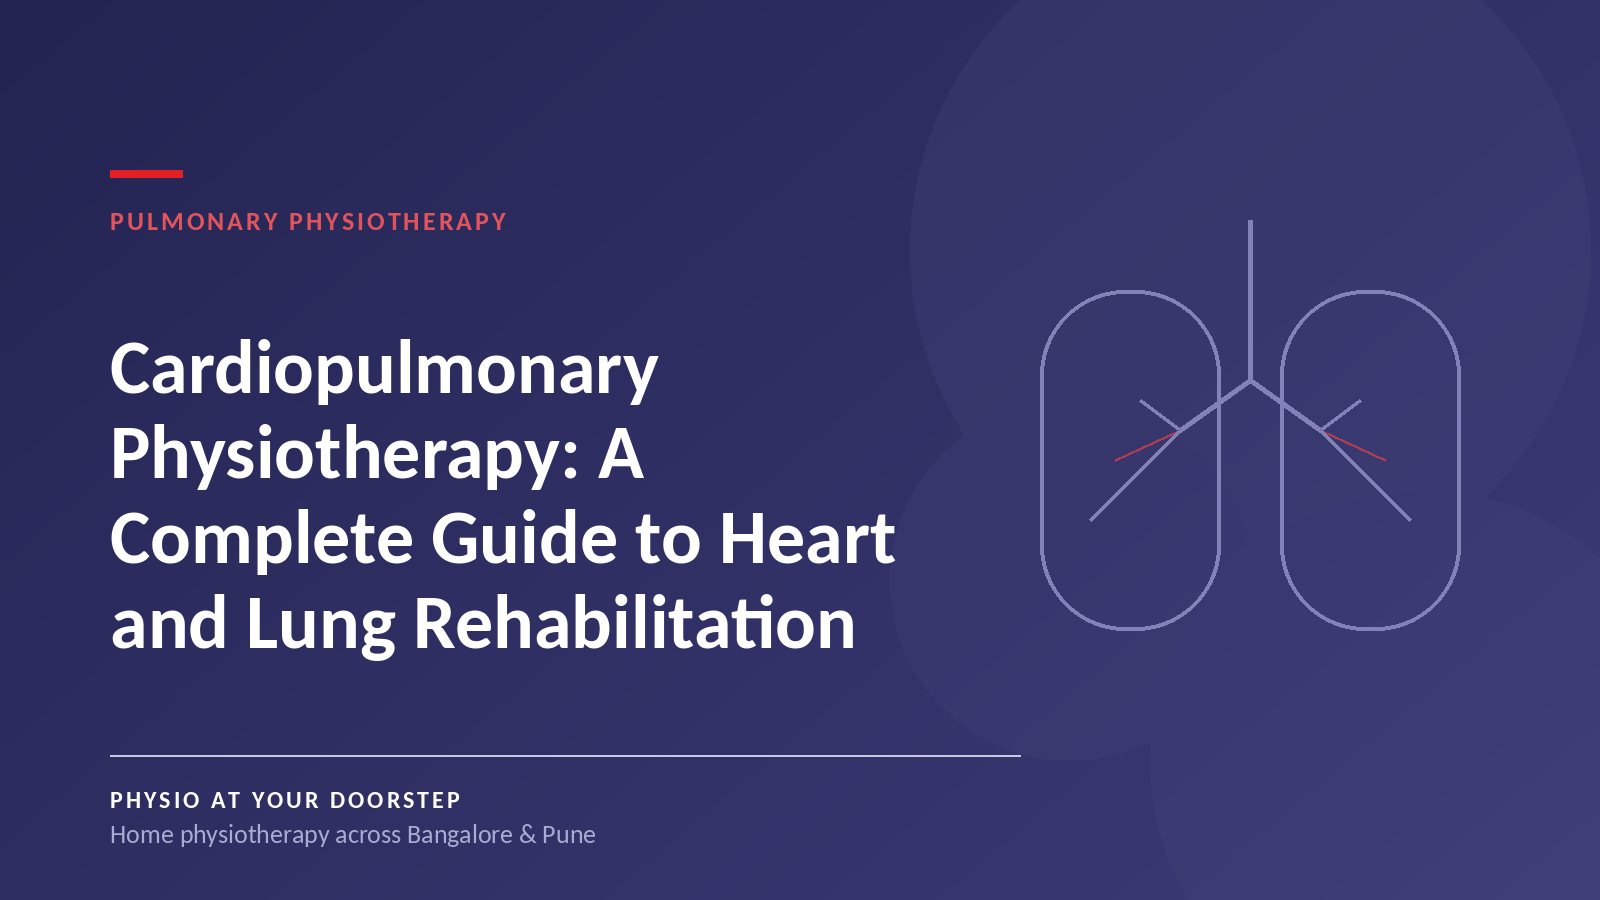 PULMONARY PHYSIOTHERAPY
Cardiopulmonary
Physiotherapy: A
Complete Guide to Heart
and Lung Rehabilitation
PHYSIO AT YOUR DOORSTEP
Home physiotherapy across Bangalore & Pune